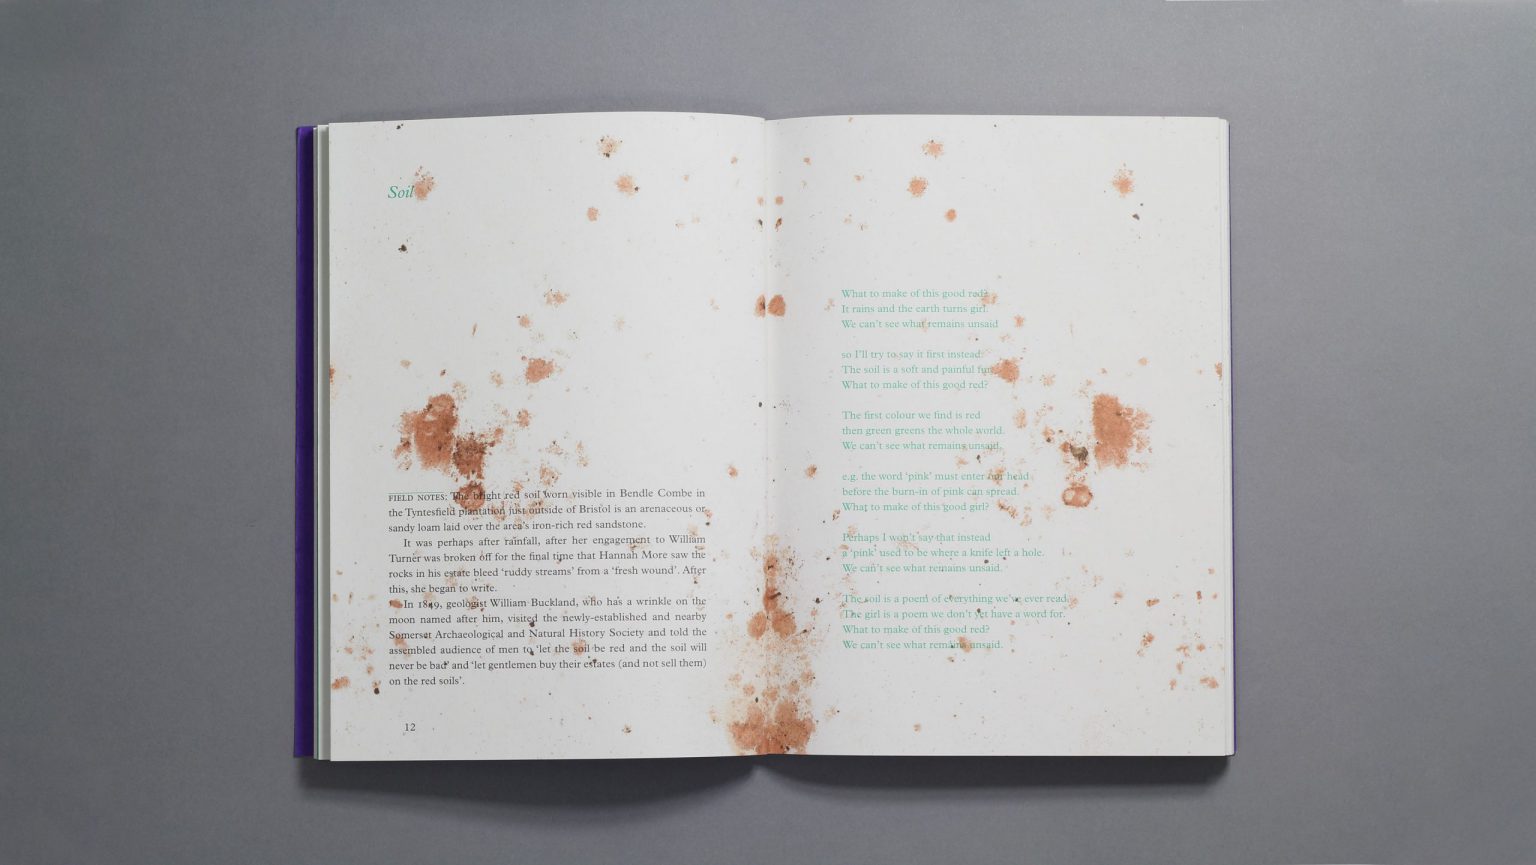 Soil
FIELD NOTES: The bright red soil worn visible in Bendle Combe in
the Tyntesfield plantation just outside of Bristol is an arenaceous or
sandy loam laid over the area's iron-rich red sandstone.
It was perhaps after rainfall, after her engagement to William
Turner was broken off for the final time that Hannah More saw the
rocks in his estate bleed ‘ruddy streams’ from a ‘fresh wound’. After
this, she began to write.
In 1849, geologist William Buckland, who has a wrinkle on the
moon named after him, visited the newly-established and nearby
Somerset Archaeological and Natural History Society and told the
assembled audience of men to ‘let the soil be red and the soil will
never be bad’ and ‘let gentlemen buy their estates (and not sell them)
on the red soils’.
12
What to make of this good red?
It rains and the earth turns girl.
We can't see what remains unsaid
so I'll try to say it first instead:
The soil is a soft and painful fur.
What to make of this good red?
The first colour we find is red
then green greens the whole world.
We can't see what remains unsaid,
e.g. the word ‘pink’ must enter our head
before the burn-in of pink can spread.
What to make of this good girl?
Perhaps I won't say that instead
a ‘pink’ used to be where a knife left a hole.
We can't see what remains unsaid.
The soil is a poem of everything we've ever read.
The girl is a poem we don't yet have a word for.
What to make of this good red?
We can't see what remains unsaid.